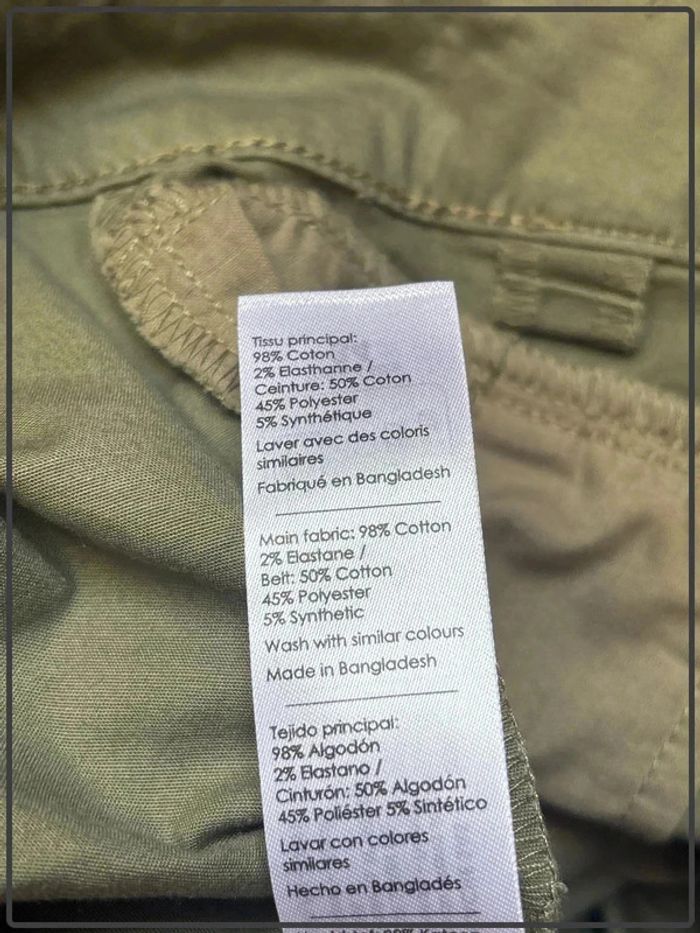 Tissu principal:
98% Coton
2% Elasthanne /
Ceinture: 50% Coton
45% Polyester
5% Synthétique
Laver avec des coloris
similaires
Fabriqué en Bangladesh
Main fabric: 98% Cotton
2% Elastane /
Belt: 50% Cotton
45% Polyester
5% Synthetic
Wash with similar colours
Made in Bangladesh
Tejido principal:
98% Algodón
2% Elastano /
Cinturón: 50% Algodón
45% Poliéster 5% Sintético
Lavar con colores
similares
Hecho en Bangladés